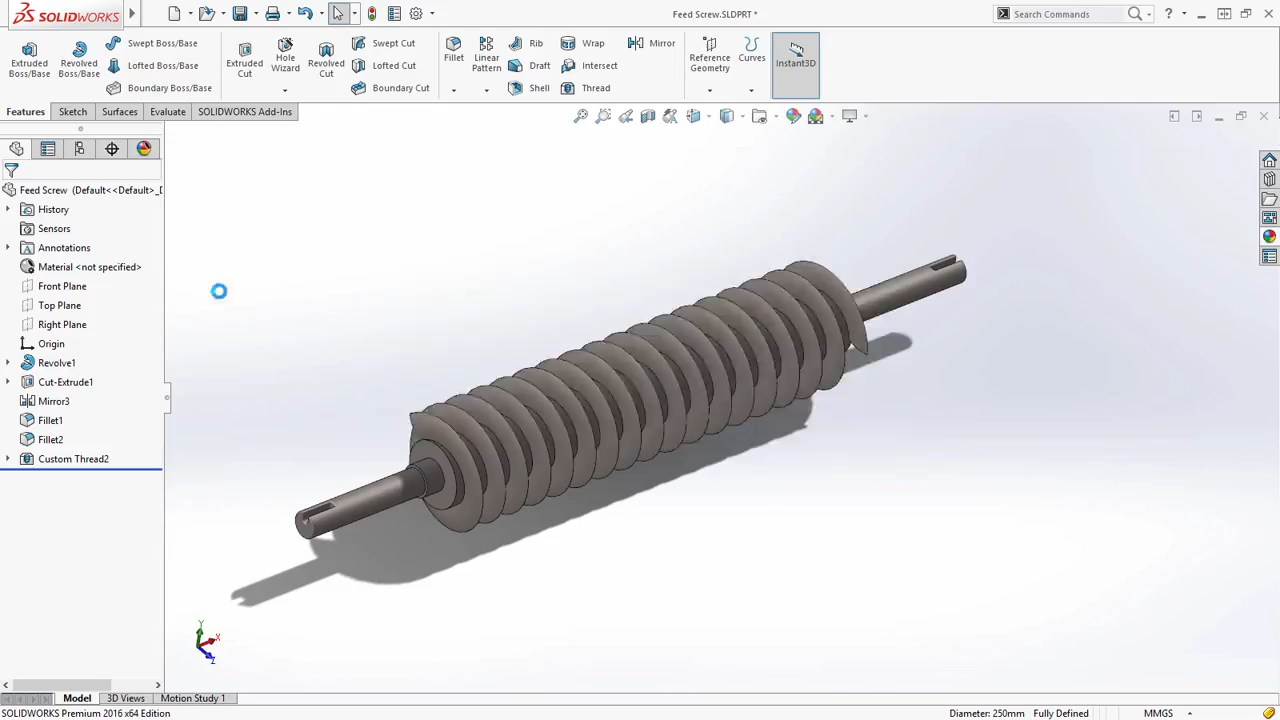 SOLIDWORKS
Feed Screw.SLDPRT *
Search Commands
Extruded Boss/Base
Revolved Boss/Base
Swept Boss/Base
Lofted Boss/Base
Boundary Boss/Base
Extruded Cut
Hole Wizard
Revolved Cut
Swept Cut
Lofted Cut
Boundary Cut
Fillet
Linear Pattern
Rib
Draft
Shell
Wrap
Intersect
Thread
Mirror
Reference Geometry
Curves
Instant3D
Features
Sketch
Surfaces
Evaluate
SOLIDWORKS Add-Ins
Feed Screw (Default<<Default>_D
History
Sensors
Annotations
Material <not specified>
Front Plane
Top Plane
Right Plane
Origin
Revolve1
Cut-Extrude1
Mirror3
Fillet1
Fillet2
Custom Thread2
Y
X
Z
Model
3D Views
Motion Study 1
SOLIDWORKS Premium 2016 x64 Edition
Diameter: 250mm
Fully Defined
MMGS